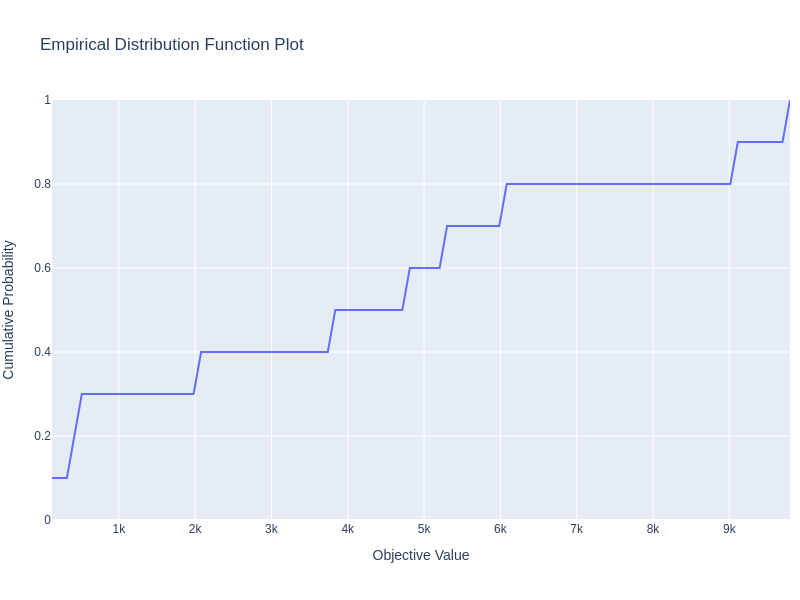 Empirical Distribution Function Plot
Cumulative Probability
1
0.8
0.6
0.4
0.2
0
1k 2k 3k 4k 5k 6k 7k 8k 9k
Objective Value